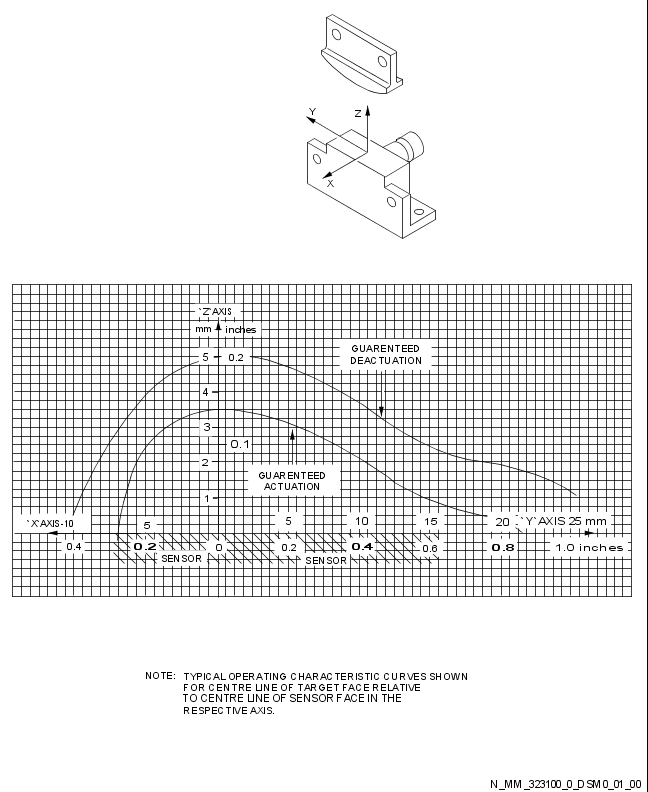 Y
Z
X
`Z'AXIS
mm inches
5 0.2
GUARENTEED
DEACTUATION
4
3
0.1
2
GUARENTEED
ACTUATION
1
`X'AXIS-10 5 5 10 15 20 `Y'AXIS 25 mm
0.4 0.2 0 0.2 0.4 0.6 0.8 1.0 inches
SENSOR SENSOR
NOTE: TYPICAL OPERATING CHARACTERISTIC CURVES SHOWN
FOR CENTRE LINE OF TARGET FACE RELATIVE
TO CENTRE LINE OF SENSOR FACE IN THE
RESPECTIVE AXIS.
N_MM_323100_0_DSM0_01_00